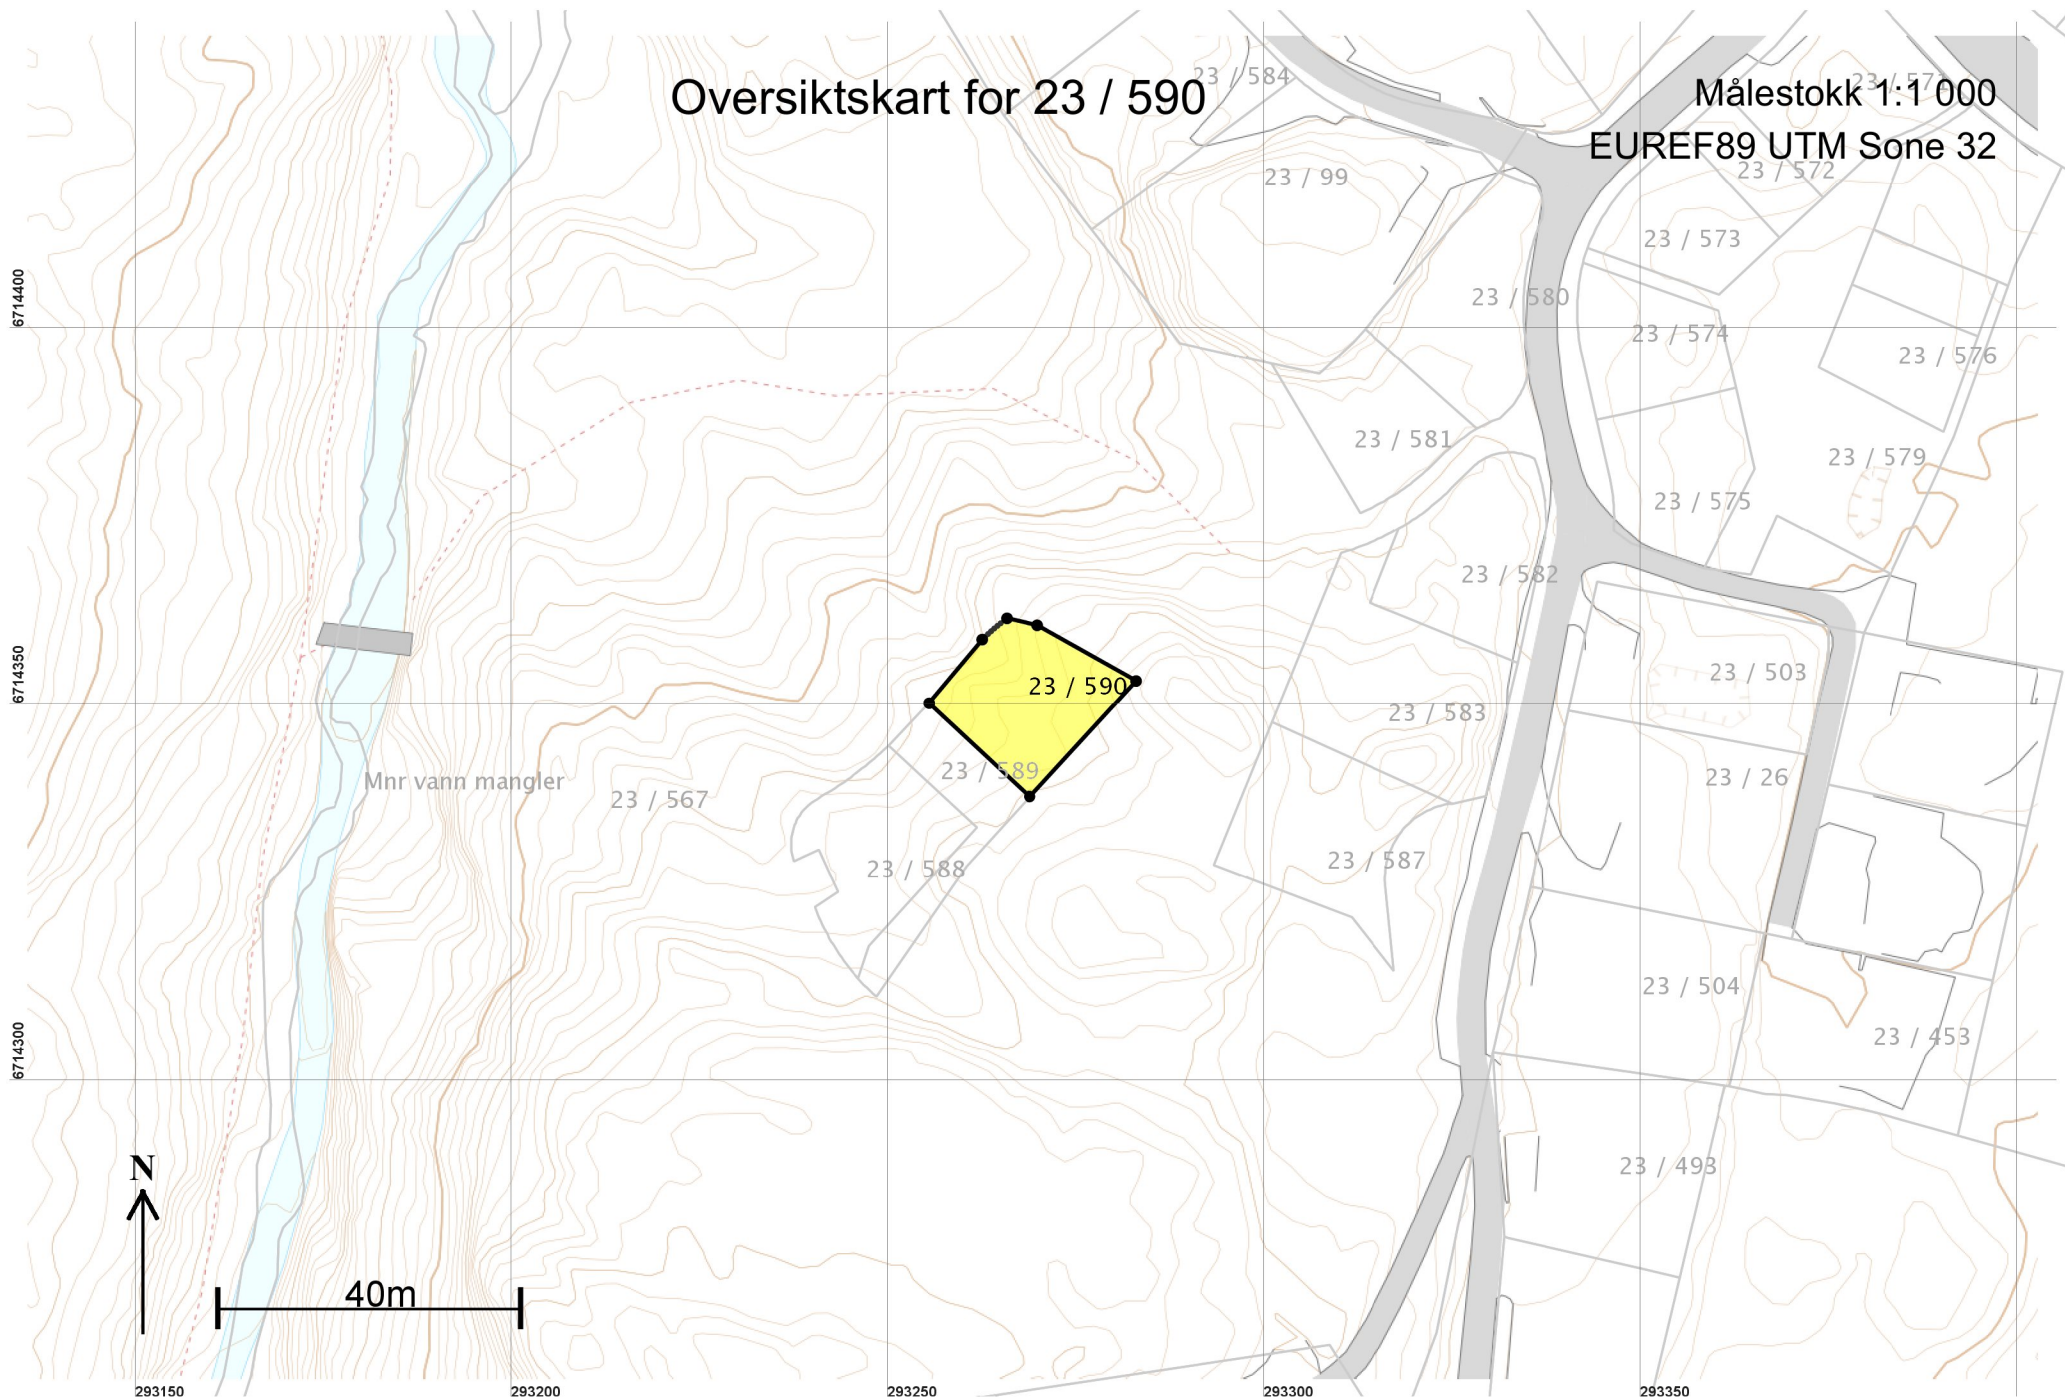 Oversiktskart for 23 / 590
Målestokk 1:1 000
EUREF89 UTM Sone 32
23 / 584
23 / 571
23 / 99
23 / 572
23 / 573
23 / 580
23 / 574
23 / 576
23 / 581
23 / 579
23 / 575
23 / 582
23 / 503
23 / 590
23 / 583
23 / 589
23 / 26
Mnr vann mangler
23 / 567
23 / 588
23 / 587
23 / 504
23 / 453
23 / 493
6714400
6714350
6714300
N
40m
293150
293200
293250
293300
293350